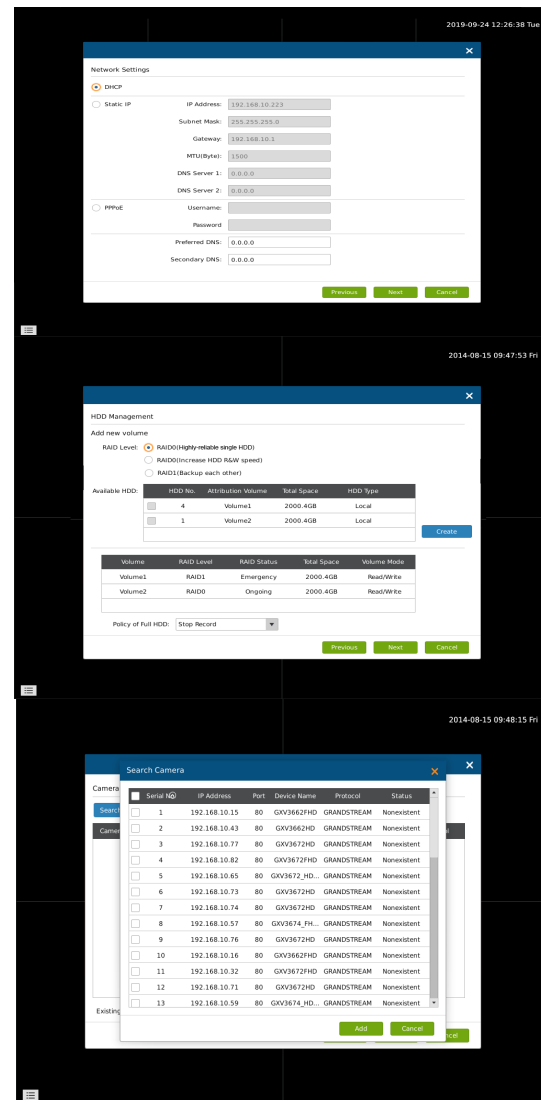 2019-09-24 12:26:38 Tue
Network Settings
DHCP
Static IP
IP Address: 192.168.10.223
Subnet Mask: 255.255.255.0
Gateway: 192.168.10.1
MTU(Byte): 1500
DNS Server 1: 0.0.0.0
DNS Server 2: 0.0.0.0
PPPoE
Username:
Password
Preferred DNS: 0.0.0.0
Secondary DNS: 0.0.0.0
Previous Next Cancel
2014-08-15 09:47:53 Fri
HDD Management
Add new volume
RAID Level: RAID0(Highly-reliable single HDD)
RAID0(Increase HDD R&W speed)
RAID1(Backup each other)
Available HDD: HDD No. Attribution Volume Total Space HDD Type
4 Volume1 2000.4GB Local
1 Volume2 2000.4GB Local
Create
Volume RAID Level RAID Status Total Space Volume Mode
Volume1 RAID1 Emergency 2000.4GB Read/Write
Volume2 RAID0 Ongoing 2000.4GB Read/Write
Policy of Full HDD: Stop Record
Previous Next Cancel
2014-08-15 09:48:15 Fri
Camera
Search
Camer
Existing
Search Camera
Serial No IP Address Port Device Name Protocol Status
1 192.168.10.15 80 GXV3662FHD GRANDSTREAM Nonexistent
2 192.168.10.43 80 GXV3662HD GRANDSTREAM Nonexistent
3 192.168.10.77 80 GXV3672HD GRANDSTREAM Nonexistent
4 192.168.10.82 80 GXV3672FHD GRANDSTREAM Nonexistent
5 192.168.10.65 80 GXV3672_HD... GRANDSTREAM Nonexistent
6 192.168.10.73 80 GXV3672HD GRANDSTREAM Nonexistent
7 192.168.10.74 80 GXV3672HD GRANDSTREAM Nonexistent
8 192.168.10.57 80 GXV3674_FH... GRANDSTREAM Nonexistent
9 192.168.10.76 80 GXV3672HD GRANDSTREAM Nonexistent
10 192.168.10.16 80 GXV3662FHD GRANDSTREAM Nonexistent
11 192.168.10.32 80 GXV3672FHD GRANDSTREAM Nonexistent
12 192.168.10.71 80 GXV3672HD GRANDSTREAM Nonexistent
13 192.168.10.59 80 GXV3674_HD... GRANDSTREAM Nonexistent
Add Cancel
ncel